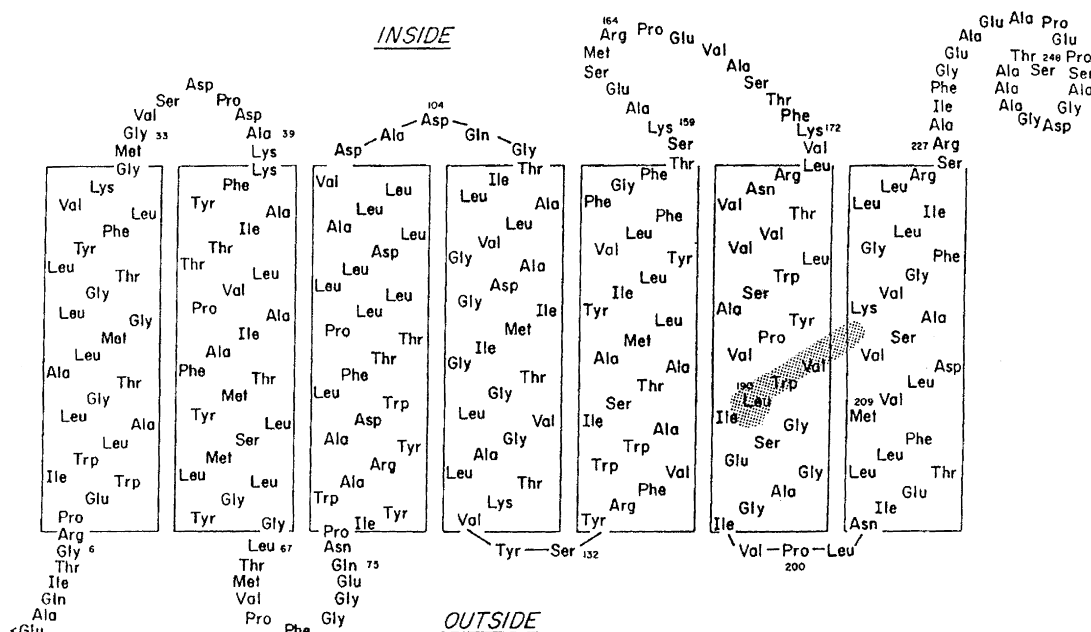 INSIDE
<Glu
Ala
Gln
Ile
Thr
Gly 6
Arg
Pro
Glu
Trp
Ile
Trp
Leu
Ala
Leu
Gly
Thr
Ala
Leu
Met
Gly
Leu
Gly
Thr
Leu
Tyr
Phe
Leu
Val
Lys
Gly
Met
Gly 33
Val
Ser
Asp
Pro
Asp
Ala 39
Lys
Lys
Phe
Tyr
Ala
Ile
Thr
Thr
Leu
Val
Pro
Ala
Ile
Ala
Phe
Thr
Met
Tyr
Leu
Ser
Met
Leu
Leu
Gly
Tyr
Gly
Leu 67
Thr
Met
Val
Pro
Phe
Gly
Gly
Glu
Gln 75
Asn
Pro
Ile
Tyr
Trp
Ala
Arg
Tyr
Ala
Asp
Trp
Leu
Phe
Thr
Thr
Pro
Leu
Leu
Leu
Leu
Asp
Leu
Ala
Leu
Leu
Val
Asp
Ala
Asp 104
Gln
Gly
Thr
Ile
Ala
Leu
Val
Gly
Ala
Asp
Gly
Ile
Met
Ile
Gly
Thr
Gly
Leu
Val
Gly
Ala
Leu
Thr
Lys
Val
Tyr
Ser 132
Tyr
Arg
Phe
Val
Trp
Trp
Ala
Ile
Ser
Thr
Ala
Ala
Met
Leu
Tyr
Ile
Leu
Tyr
Val
Leu
Phe
Phe
Gly
Phe
Thr
Ser 159
Lys
Ala
Glu
Ser
Met
Arg 164
Pro
Glu
Val
Ala
Ser
Thr
Phe
Lys 172
Val
Leu
Arg
Asn
Val
Thr
Val
Val
Leu
Trp
Ser
Ala
Tyr
Pro
Val
Val
Trp
Leu 190
Ile
Gly
Ser
Glu
Gly
Ala
Gly
Ile
Val
Pro 200
Leu
Asn
Ile
Glu
Thr
Leu
Leu
Phe
Met 209
Val
Leu
Asp
Val
Ser
Ala
Lys
Val
Gly
Phe
Gly
Leu
Ile
Leu
Leu
Arg
Ser
Arg 227
Ala
Ile
Phe
Gly
Glu
Ala
Glu
Ala
Pro
Glu
Pro
Ser
Ala
Gly
Asp
Gly
Ala
Ala
Ala
Thr
Ser 248
OUTSIDE